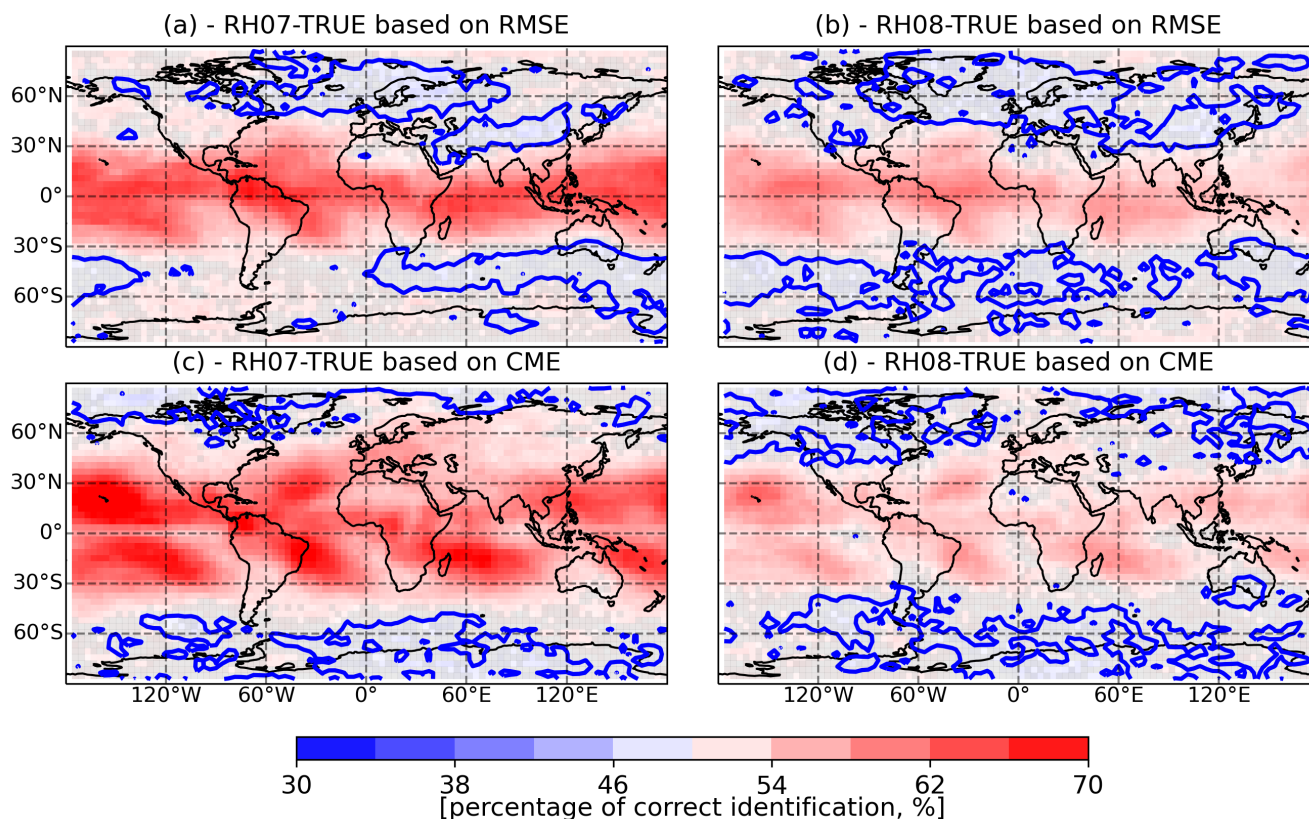 (a) - RH07-TRUE based on RMSE
(b) - RH08-TRUE based on RMSE
60°N
30°N
0°
30°S
60°S
(c) - RH07-TRUE based on CME
(d) - RH08-TRUE based on CME
60°N
30°N
0°
30°S
60°S
120°W 60°W 0° 60°E 120°E
120°W 60°W 0° 60°E 120°E
30 38 46 54 62 70
[percentage of correct identification, %]